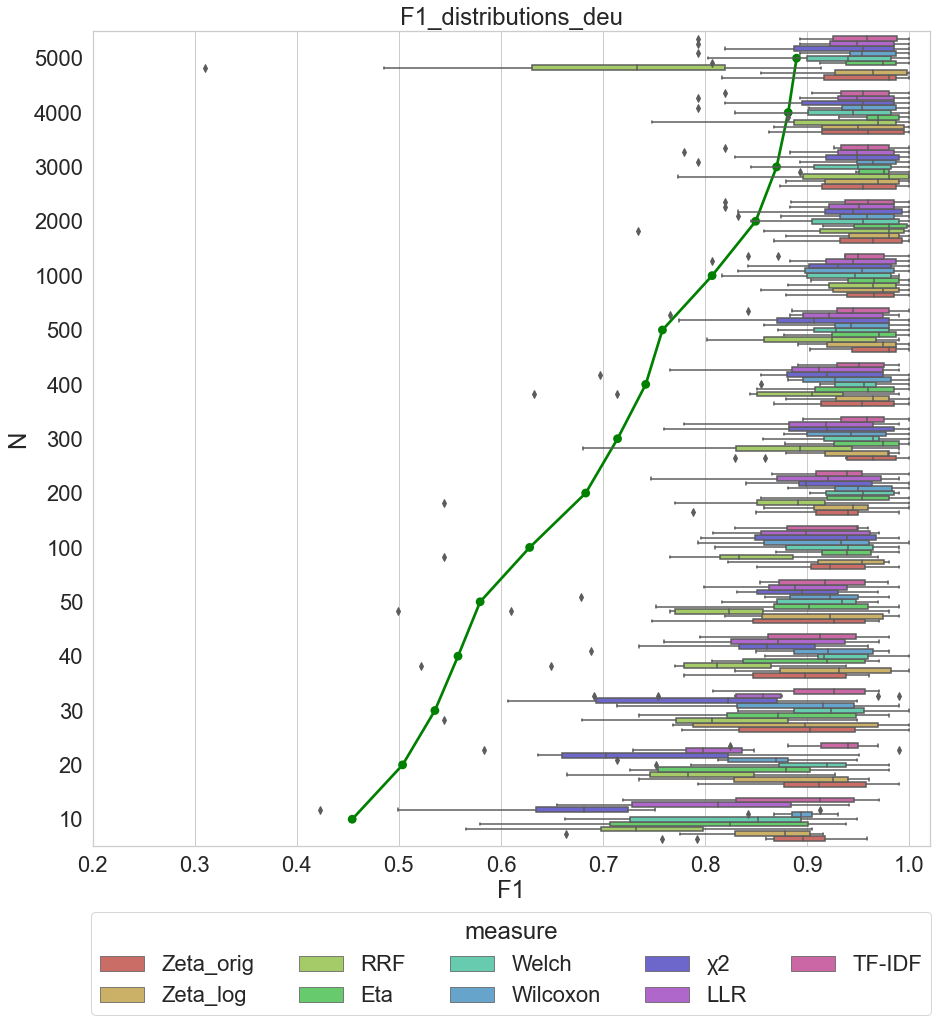 F1_distributions_deu
5000
4000
3000
2000
1000
500
400
300
200
100
50
40
30
20
10
N
0.2 0.3 0.4 0.5 0.6 0.7 0.8 0.9 1.0
F1
measure
Zeta_orig RRF Welch χ2 TF-IDF
Zeta_log Eta Wilcoxon LLR